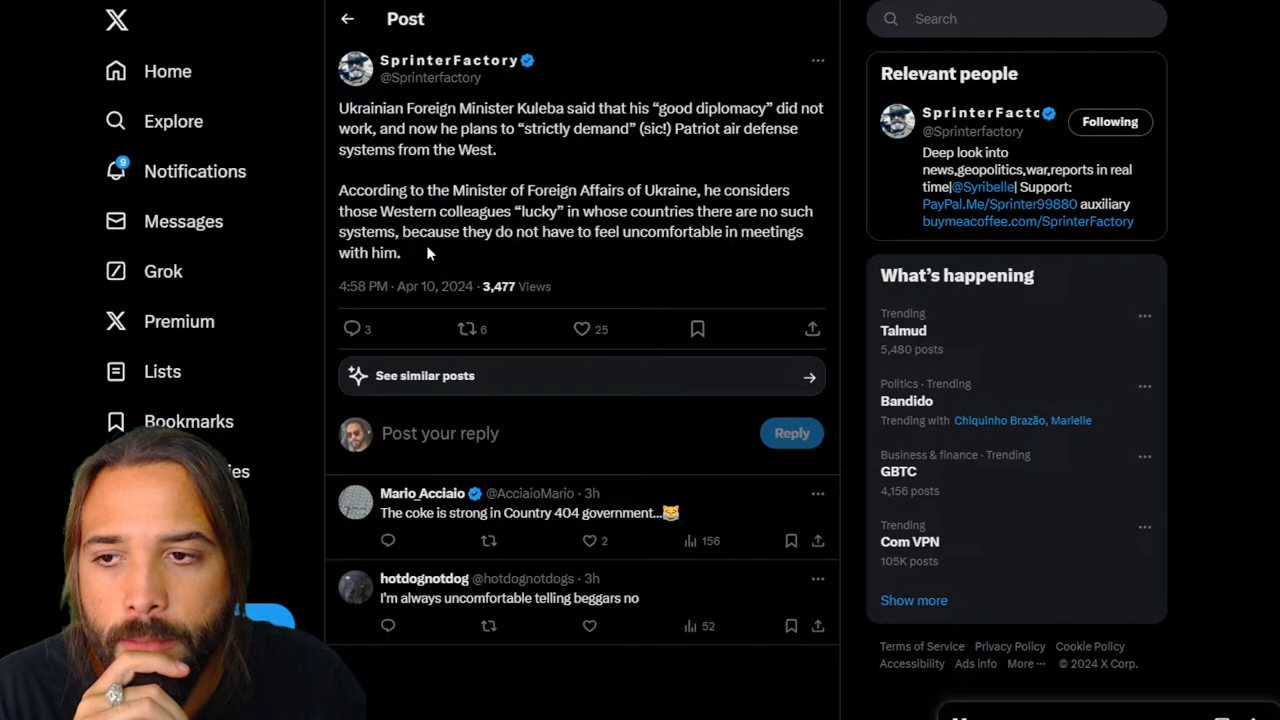 Post
Search
SprinterFactory
@Sprinterfactory
Ukrainian Foreign Minister Kuleba said that his “good diplomacy” did not
work, and now he plans to “strictly demand” (sic!) Patriot air defense
systems from the West.
According to the Minister of Foreign Affairs of Ukraine, he considers
those Western colleagues “lucky” in whose countries there are no such
systems, because they do not have to feel uncomfortable in meetings
with him.
4:58 PM · Apr 10, 2024 · 3,477 Views
3 6 25
See similar posts
Post your reply
Reply
Mario_Acciaio @AcciaioMario · 3h
The coke is strong in Country 404 government...😹
2 156
hotdognotdog @hotdognotdogs · 3h
I'm always uncomfortable telling beggars no
52
Home
Explore
9
Notifications
Messages
Grok
Premium
Lists
Bookmarks
Relevant people
SprinterFacto
@Sprinterfactory
Following
Deep look into
news,geopolitics,war,reports in real
time|@Syribelle| Support:
PayPal.Me/Sprinter99880 auxiliary
buymeacoffee.com/SprinterFactory
What’s happening
Trending
Talmud
5,480 posts
Politics · Trending
Bandido
Trending with Chiquinho Brazão, Marielle
Business & finance · Trending
GBTC
4,156 posts
Trending
Com VPN
105K posts
Show more
Terms of Service Privacy Policy Cookie Policy
Accessibility Ads info More ··· © 2024 X Corp.